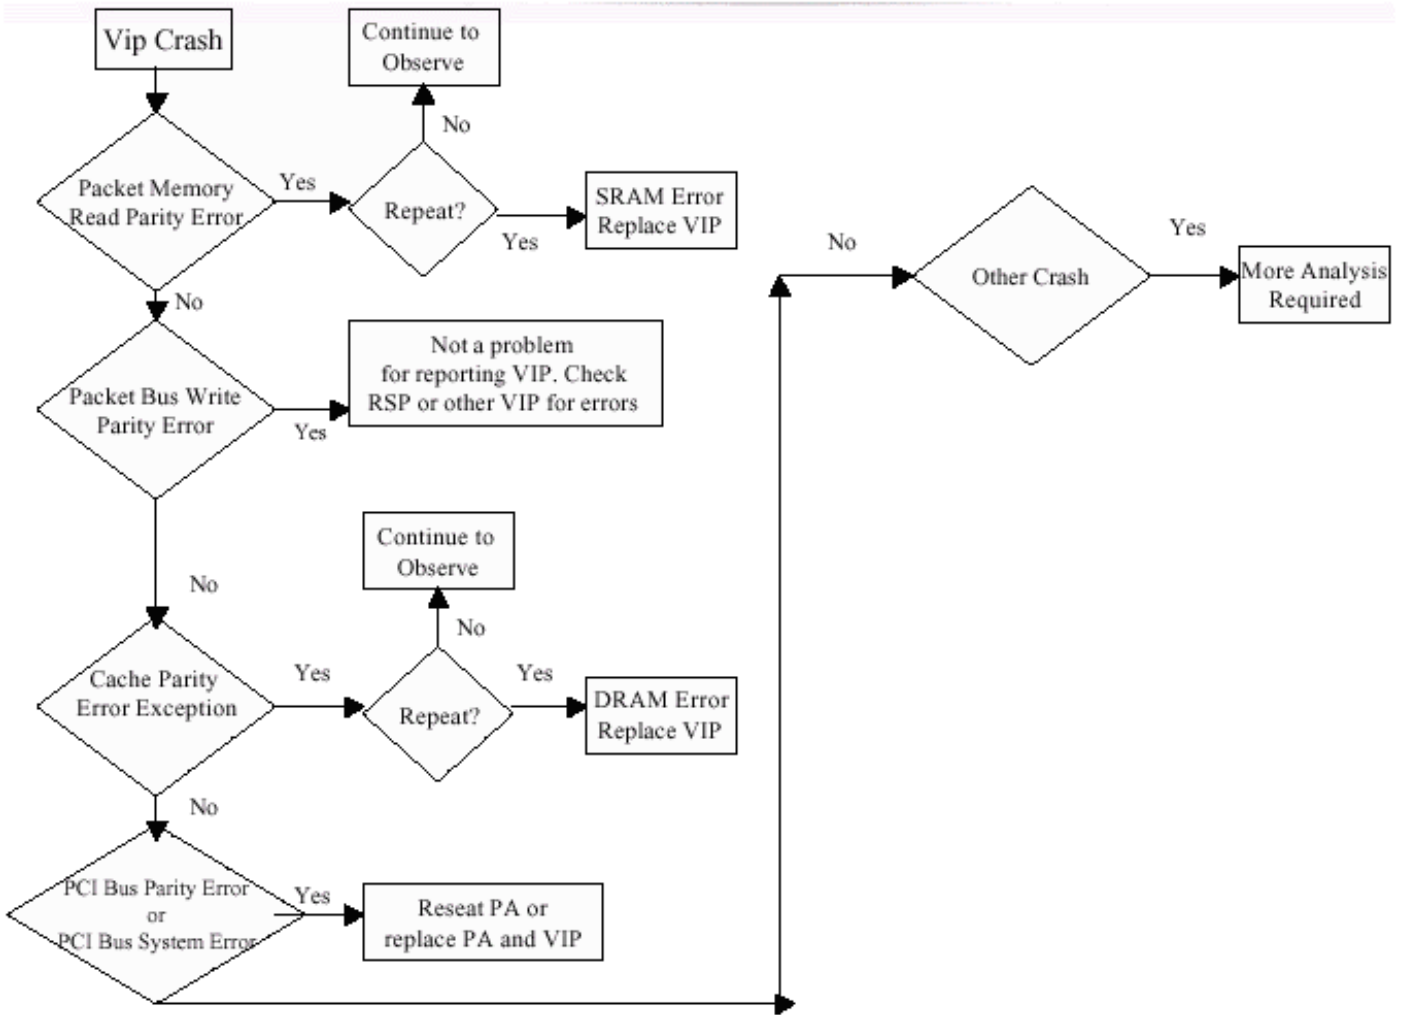 Vip Crash
Continue to
Observe
No
Packet Memory
Read Parity Error
Yes
Repeat?
Yes
SRAM Error
Replace VIP
No
Other Crash
Yes
More Analysis
Required
No
Packet Bus Write
Parity Error
Yes
Not a problem
for reporting VIP. Check
RSP or other VIP for errors
No
Continue to
Observe
No
Cache Parity
Error Exception
Yes
Repeat?
Yes
DRAM Error
Replace VIP
No
PCI Bus Parity Error
or
PCI Bus System Error
Yes
Reseat PA or
replace PA and VIP